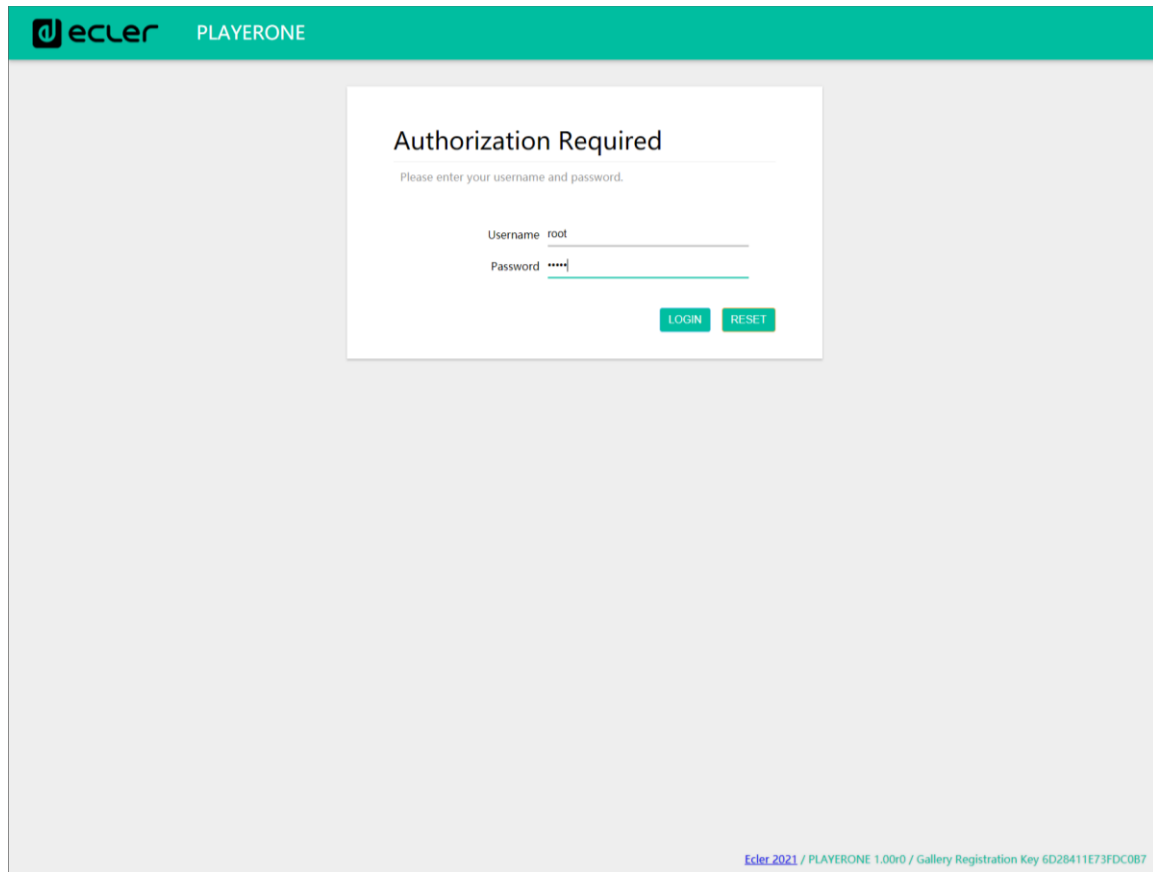 ecler PLAYERONE
Authorization Required
Please enter your username and password.
Username root
Password •••••
LOGIN RESET
Ecler 2021 / PLAYERONE 1.00r0 / Gallery Registration Key 6D28411E73FDC0B7